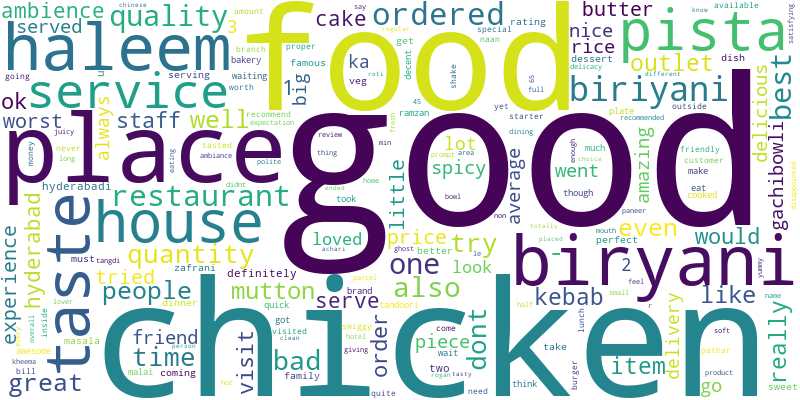 ambience quality
served
haleem
service
food
3 cake ordered
butter
nice rice
pista
outlet
biriyani
best
delicious
ok
worst staff well
always
place
good
restaurant
house
hyderabadi
taste
hyderabad
experience
quantity
tried
people
mutton
great
friend
time
visit
bad
loved
price
one
also
try
look
serve
order
piece
dont
little
spicy
lot
average
went
amazing
even
would
gachibowli
biryani
kebab
like
2
item
delivery
go
really
chicken
big
1
ka
veg
famous
bakery
waiting
serving
worth
branch
amount
chinese
going
recommend
expectation
tasted
ambiance
polite
didnt
eating
never
long
money
juicy
must
tangdi
zafrani
definitely
dinner
quick
masala
lover
inside
overall
awesome
kheema
bill
malai
coming
person
hot
got
visited
clean
family
swiggy
hotel
giving
parcel
brand
tandoori
ghost
achari
ended
took
home
thing
review
min
better
come
wait
two
rogan
tasty
quite
need
think
half
lunch
burger
take
small
feel
perfect
placed
totally
mouth
paneer
non
bowl
prompt
area
choice
enough
though
much
outside
plate
recommended
different
delicacy
dish
dessert
special
naan
rating
say
get
decent
proper
regular
roti
shake
65
full
45
ramzan
yet
starter
dining
fresh
know
available
satisfying
friendly
customer
make
eat
cooked
disappointed
yummy
name
soft
pathar
product
sweet